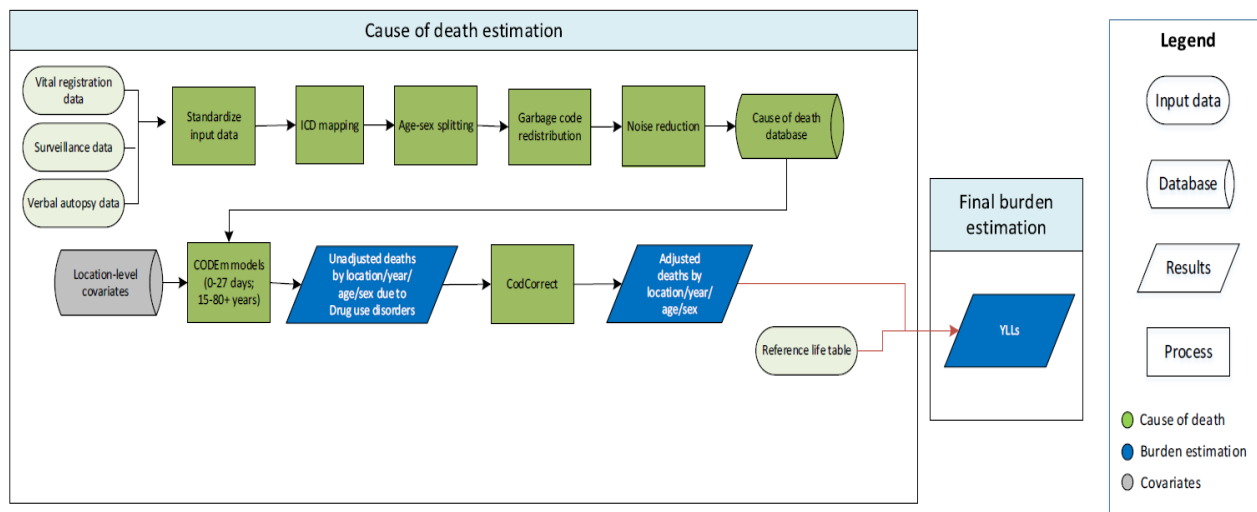 Cause of death estimation
Vital registration
data
Surveillance data
Verbal autopsy data
Standardize
input data
ICD mapping
Age-sex splitting
Garbage code
redistribution
Noise reduction
Cause of death
database
Location-level
covariates
CODEm models
(0-27 days;
15-80+ years)
Unadjusted deaths
by location/year/
age/sex due to
Drug use disorders
CodCorrect
Adjusted
deaths by
location/year/
age/sex
Reference life table
Final burden
estimation
YLLs
Legend
Input data
Database
Results
Process
Cause of death
Burden estimation
Covariates